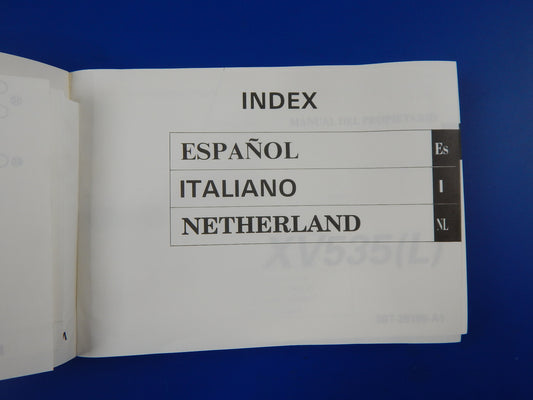 INDEX
MANUAL DEL PROPIETARIO
ESPAÑOL Es
ITALIANO I
NETHERLAND NL
XV535(L)